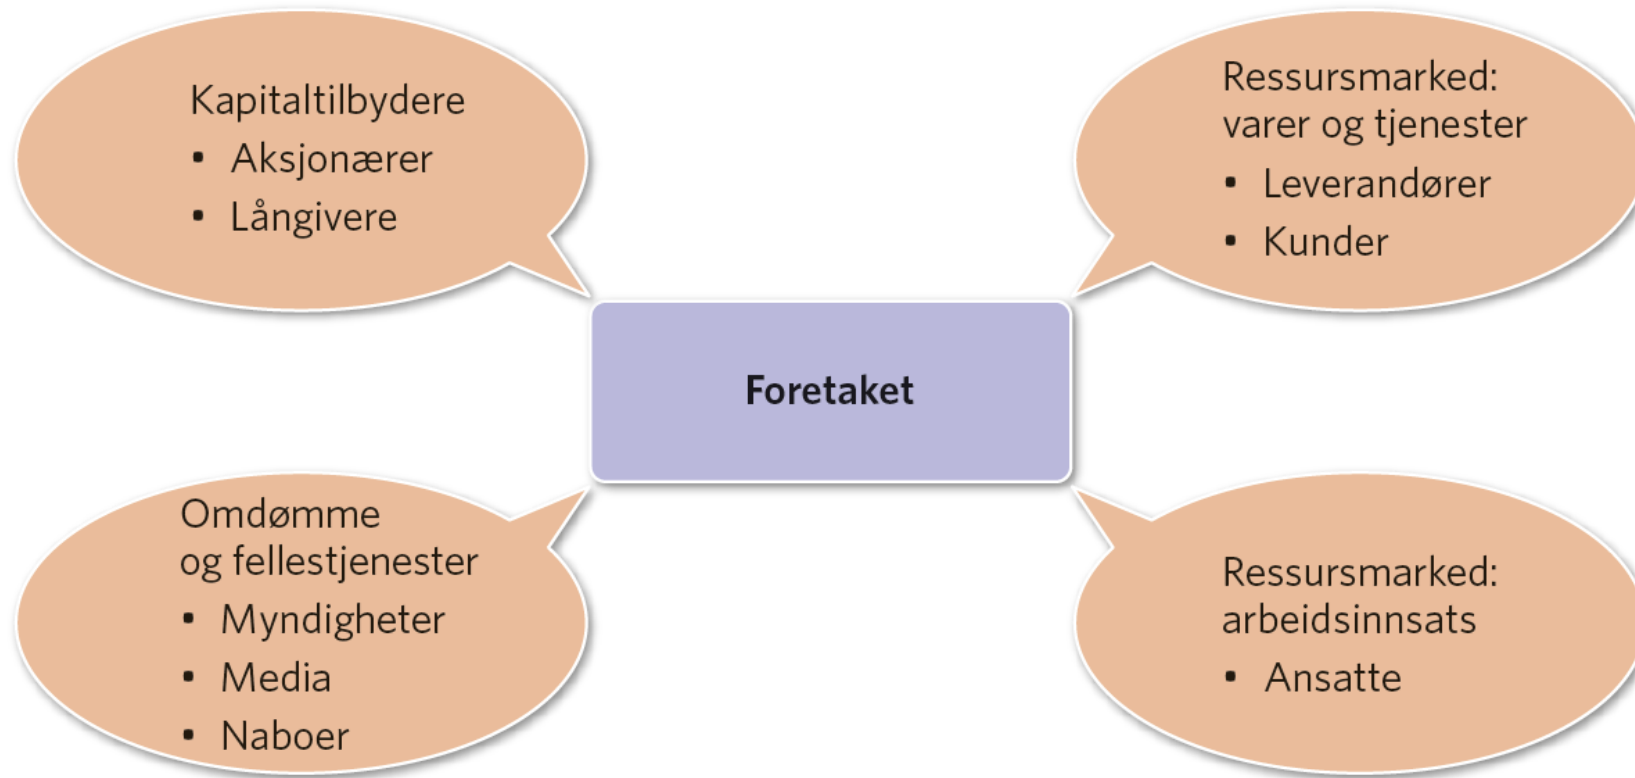 Kapitaltilbydere
• Aksjonærer
• Långivere
Ressursmarked:
varer og tjenester
• Leverandører
• Kunder
Foretaket
Omdømme
og fellestjenester
• Myndigheter
• Media
• Naboer
Ressursmarked:
arbeidsinnsats
• Ansatte